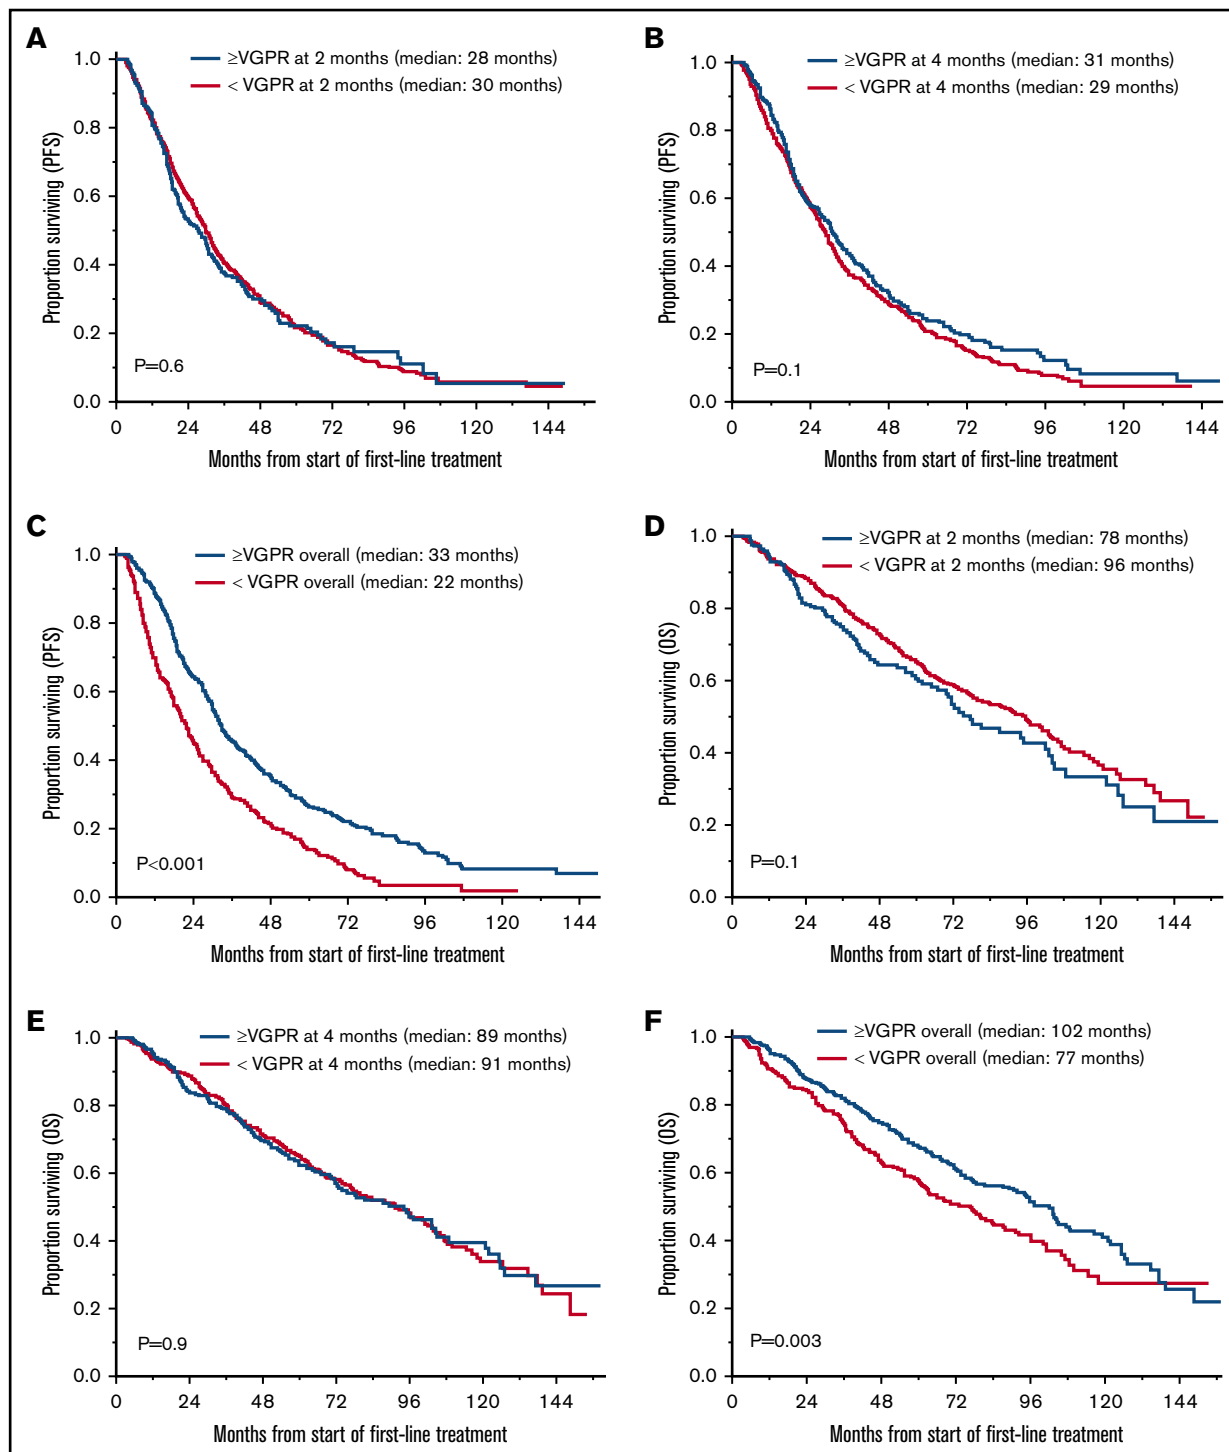 A
≥VGPR at 2 months (median: 28 months)
< VGPR at 2 months (median: 30 months)
Proportion surviving (PFS)
1.0
0.8
0.6
0.4
0.2
0.0
P=0.6
0 24 48 72 96 120 144
Months from start of first-line treatment
B
≥VGPR at 4 months (median: 31 months)
< VGPR at 4 months (median: 29 months)
Proportion surviving (PFS)
1.0
0.8
0.6
0.4
0.2
0.0
P=0.1
0 24 48 72 96 120 144
Months from start of first-line treatment
C
≥VGPR overall (median: 33 months)
< VGPR overall (median: 22 months)
Proportion surviving (PFS)
1.0
0.8
0.6
0.4
0.2
0.0
P<0.001
0 24 48 72 96 120 144
Months from start of first-line treatment
D
≥VGPR at 2 months (median: 78 months)
< VGPR at 2 months (median: 96 months)
Proportion surviving (OS)
1.0
0.8
0.6
0.4
0.2
0.0
P=0.1
0 24 48 72 96 120 144
Months from start of first-line treatment
E
≥VGPR at 4 months (median: 89 months)
< VGPR at 4 months (median: 91 months)
Proportion surviving (OS)
1.0
0.8
0.6
0.4
0.2
0.0
P=0.9
0 24 48 72 96 120 144
Months from start of first-line treatment
F
≥VGPR overall (median: 102 months)
< VGPR overall (median: 77 months)
Proportion surviving (OS)
1.0
0.8
0.6
0.4
0.2
0.0
P=0.003
0 24 48 72 96 120 144
Months from start of first-line treatment